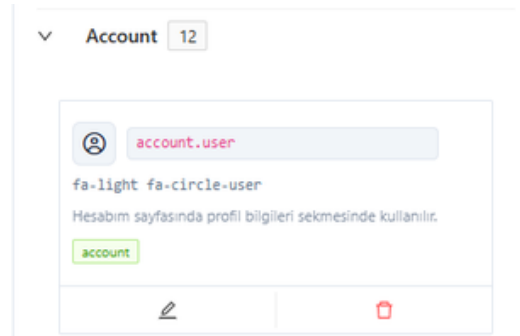 Account 12
account.user
fa-light fa-circle-user
Hesabım sayfasında profil bilgileri sekmesinde kullanılır.
account